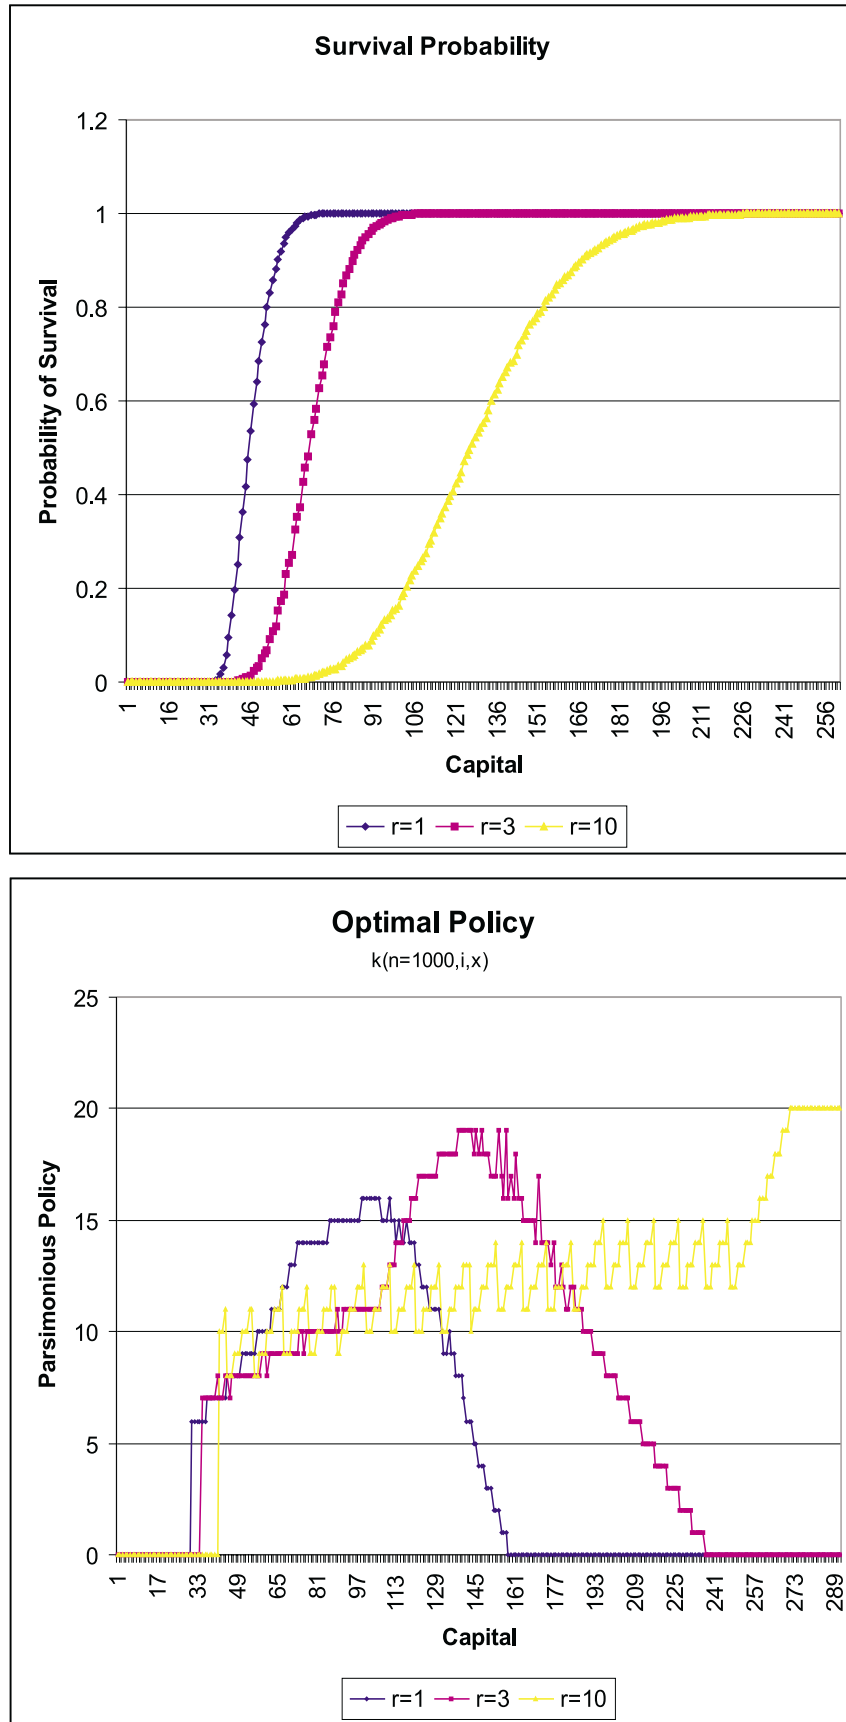 Survival Probability
1.2
1
0.8
0.6
0.4
0.2
0
Probability of Survival
1 16 31 46 61 76 91 106 121 136 151 166 181 196 211 226 241 256
Capital
r=1 r=3 r=10
Optimal Policy
k(n=1000,i,x)
25
20
15
10
5
0
Parsimonious Policy
1 17 33 49 65 81 97 113 129 145 161 177 193 209 225 241 257 273 289
Capital
r=1 r=3 r=10